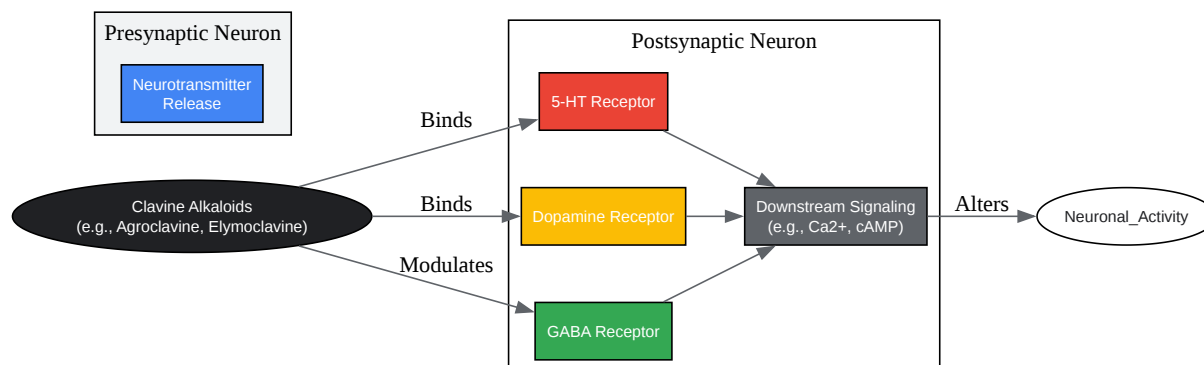 Presynaptic Neuron
Neurotransmitter
Release
Postsynaptic Neuron
5-HT Receptor
Binds
Clavine Alkaloids
(e.g., Agroclavine, Elymoclavine)
Binds
Dopamine Receptor
Downstream Signaling
(e.g., Ca2+, cAMP)
Alters
Neuronal_Activity
Modulates
GABA Receptor